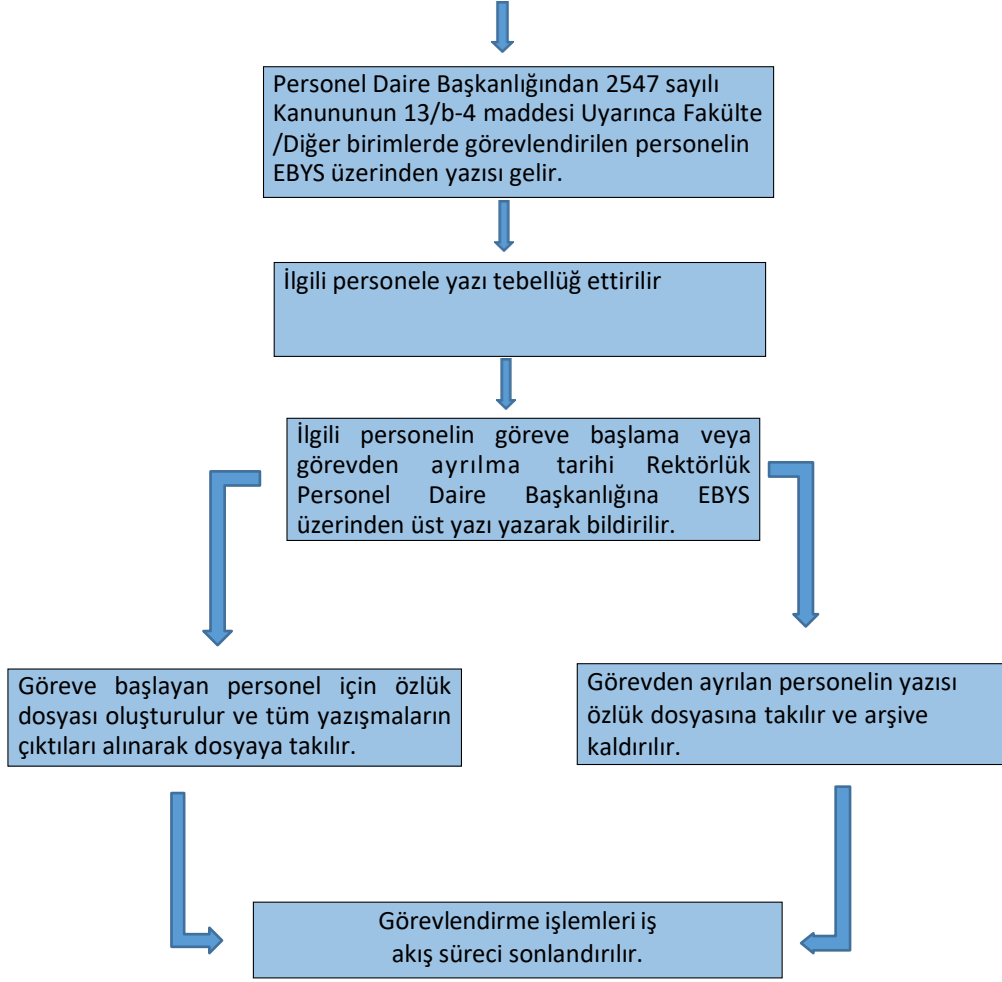 Personel Daire Başkanlığından 2547 sayılı
Kanununun 13/b-4 maddesi Uyarınca Fakülte
/Diğer birimlerde görevlendirilen personelin
EBYS üzerinden yazısı gelir.
İlgili personele yazı tebellüğ ettirilir
İlgili personelin göreve başlama veya
görevden ayrılma tarihi Rektörlük
Personel Daire Başkanlığına EBYS
üzerinden üst yazı yazarak bildirilir.
Göreve başlayan personel için özlük
dosyası oluşturulur ve tüm yazışmaların
çıktıları alınarak dosyaya takılır.
Görevden ayrılan personelin yazısı
özlük dosyasına takılır ve arşive
kaldırılır.
Görevlendirme işlemleri iş
akış süreci sonlandırılır.